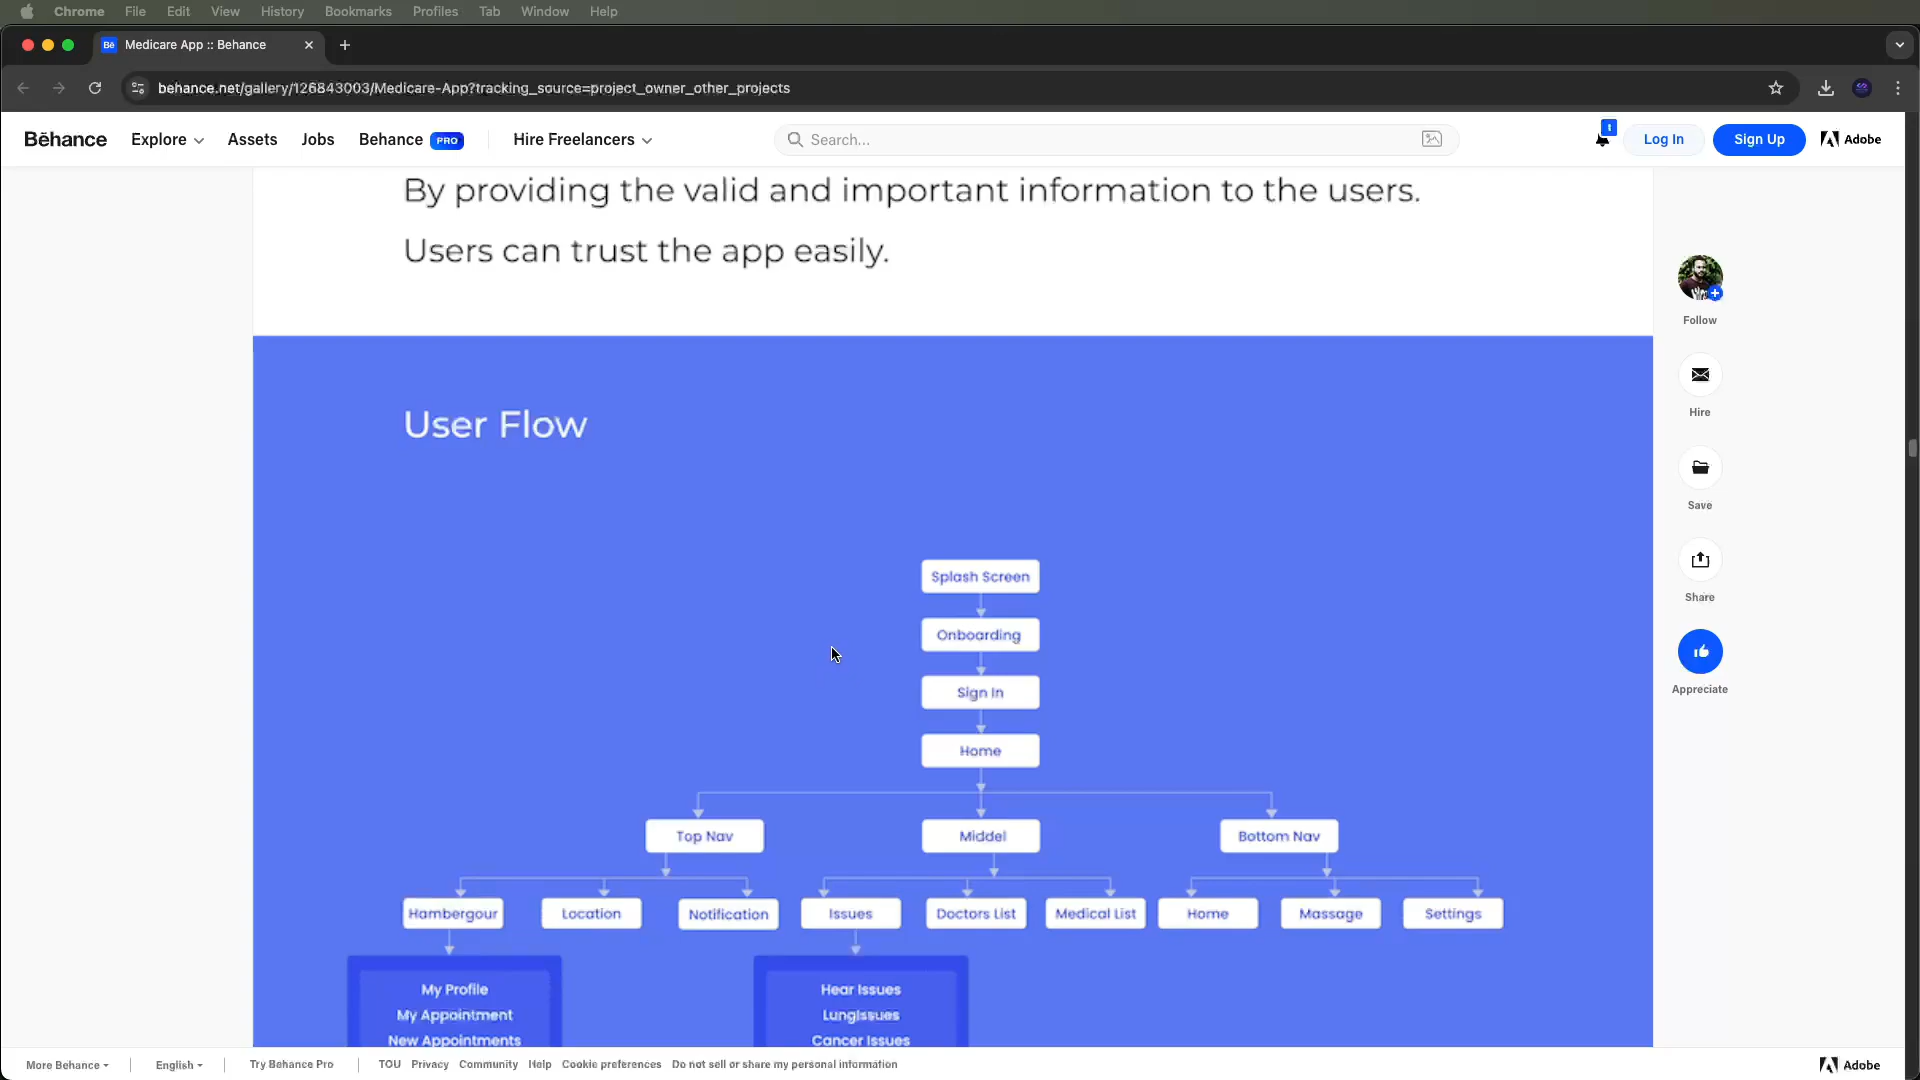 Chrome File Edit View History Bookmarks Profiles Tab Window Help
Bē Medicare App :: Behance
behance.net/gallery/126843003/Medicare-App?tracking_source=project_owner_other_projects
Bēhance Explore Assets Jobs Behance PRO Hire Freelancers Search... 1 Log In Sign Up Adobe
By providing the valid and important information to the users.
Users can trust the app easily.
Follow
Hire
Save
Share
Appreciate
User Flow
Splash Screen
Onboarding
Sign In
Home
Top Nav Middel Bottom Nav
Hambergour Location Notification Issues Doctors List Medical List Home Massage Settings
My Profile
My Appointment
New Appointments
Hear Issues
LungIssues
Cancer Issues
More Behance English Try Behance Pro TOU Privacy Community Help Cookie preferences Do not sell or share my personal information Adobe